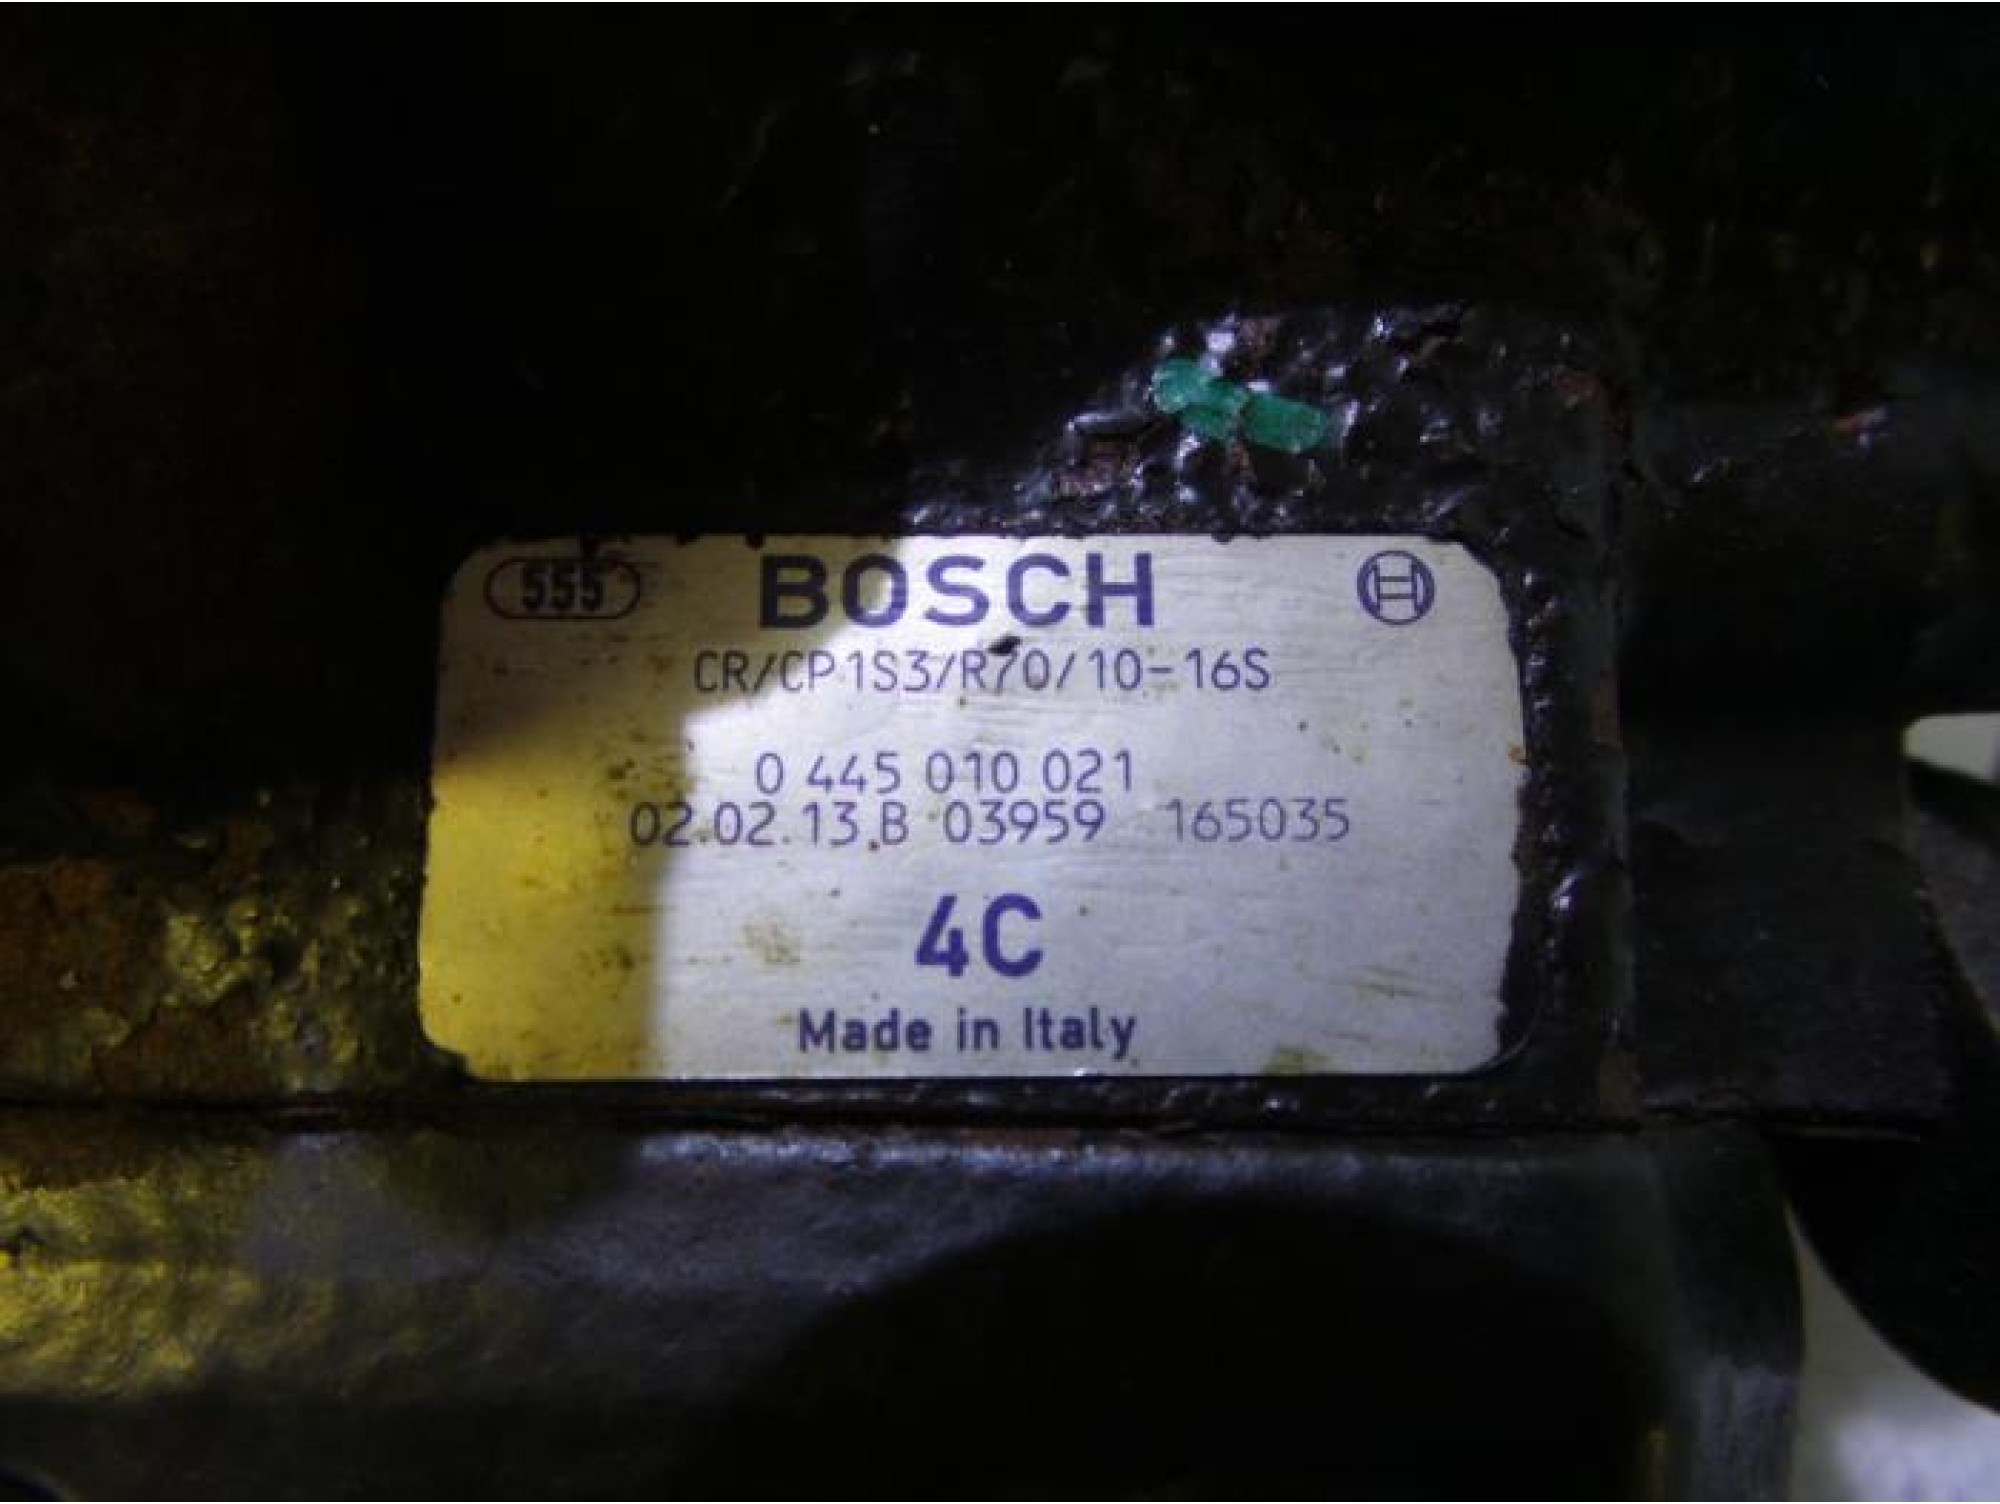 555 BOSCH
CR/CP1S3/R70/10-16S
0 445 010 021
02.02.13.B 03959 165035
4C
Made in Italy